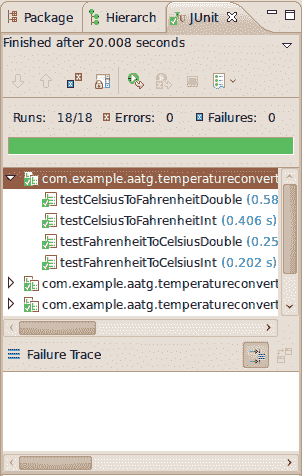 Package Hierarch JUnit
Finished after 20.008 seconds
Runs: 18/18 Errors: 0 Failures: 0
com.example.aatg.temperatureconvert
testCelsiusToFahrenheitDouble (0.58
testCelsiusToFahrenheitInt (0.406 s)
testFahrenheitToCelsiusDouble (0.25
testFahrenheitToCelsiusInt (0.202 s)
com.example.aatg.temperatureconvert
com.example.aatg.temperatureconvert
Failure Trace